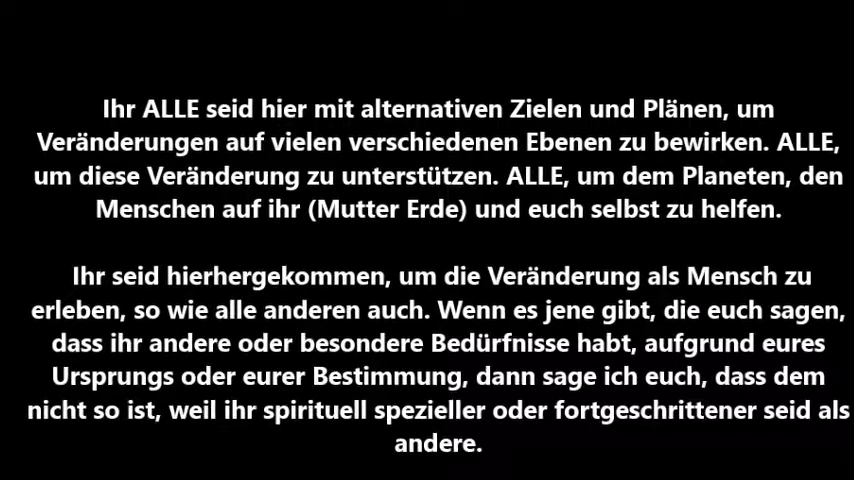 Ihr ALLE seid hier mit alternativen Zielen und Plänen, um
Veränderungen auf vielen verschiedenen Ebenen zu bewirken. ALLE,
um diese Veränderung zu unterstützen. ALLE, um dem Planeten, den
Menschen auf ihr (Mutter Erde) und euch selbst zu helfen.
Ihr seid hierhergekommen, um die Veränderung als Mensch zu
erleben, so wie alle anderen auch. Wenn es jene gibt, die euch sagen,
dass ihr andere oder besondere Bedürfnisse habt, aufgrund eures
Ursprungs oder eurer Bestimmung, dann sage ich euch, dass dem
nicht so ist, weil ihr spirituell spezieller oder fortgeschrittener seid als
andere.